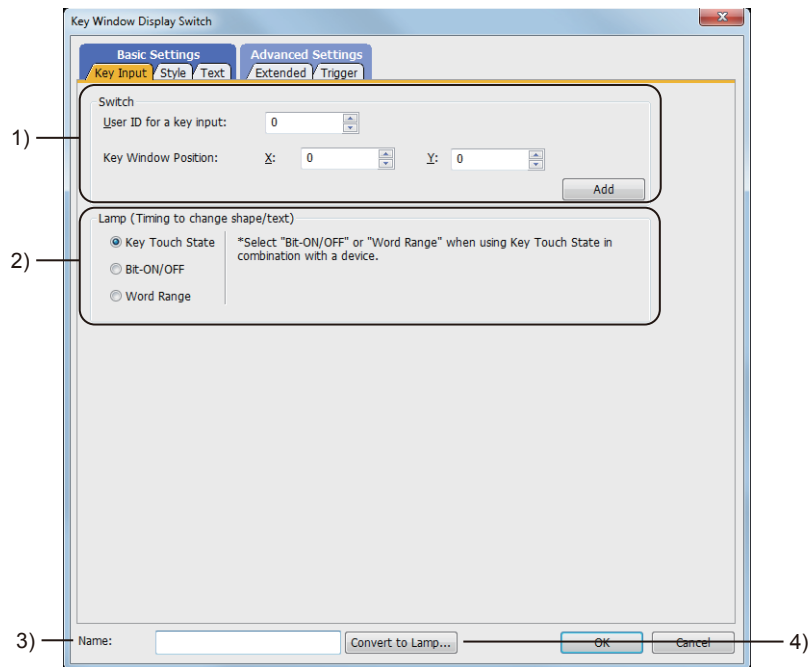 Key Window Display Switch
x
Basic Settings Advanced Settings
Key Input Style Text Extended Trigger
Switch
1)
User ID for a key input: 0
Key Window Position: X: 0 Y: 0
Add
Lamp (Timing to change shape/text)
2)
Key Touch State *Select "Bit-ON/OFF" or "Word Range" when using Key Touch State in
combination with a device.
Bit-ON/OFF
Word Range
3) Name: Convert to Lamp... OK Cancel 4)